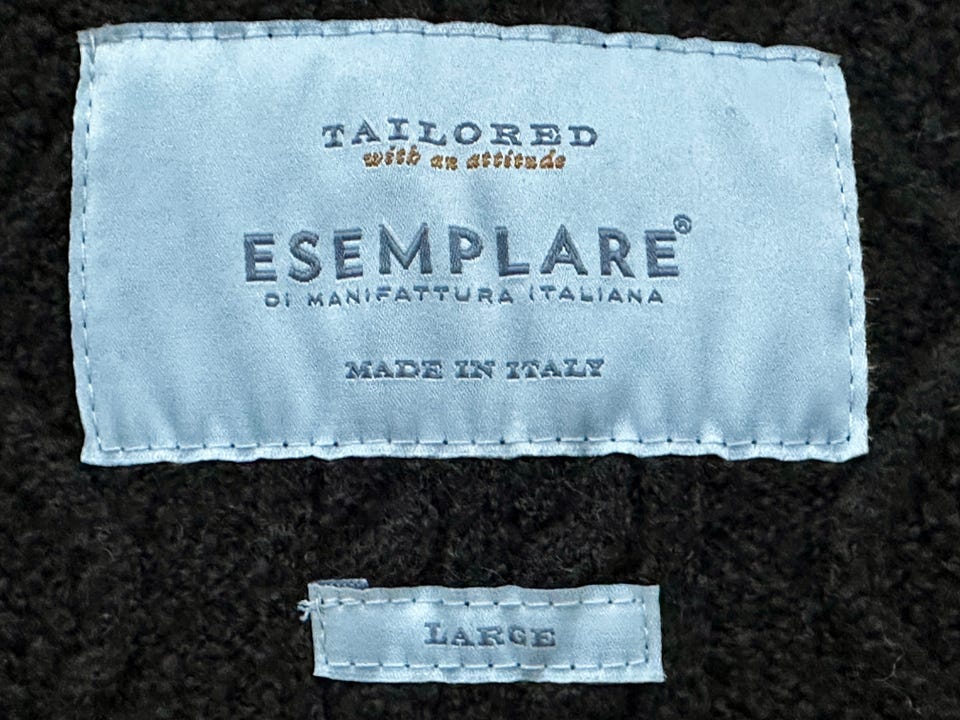 TAILORED
with an attitude
ESEMPLARE®
DI MANIFATTURA ITALIANA
MADE IN ITALY
LARGE